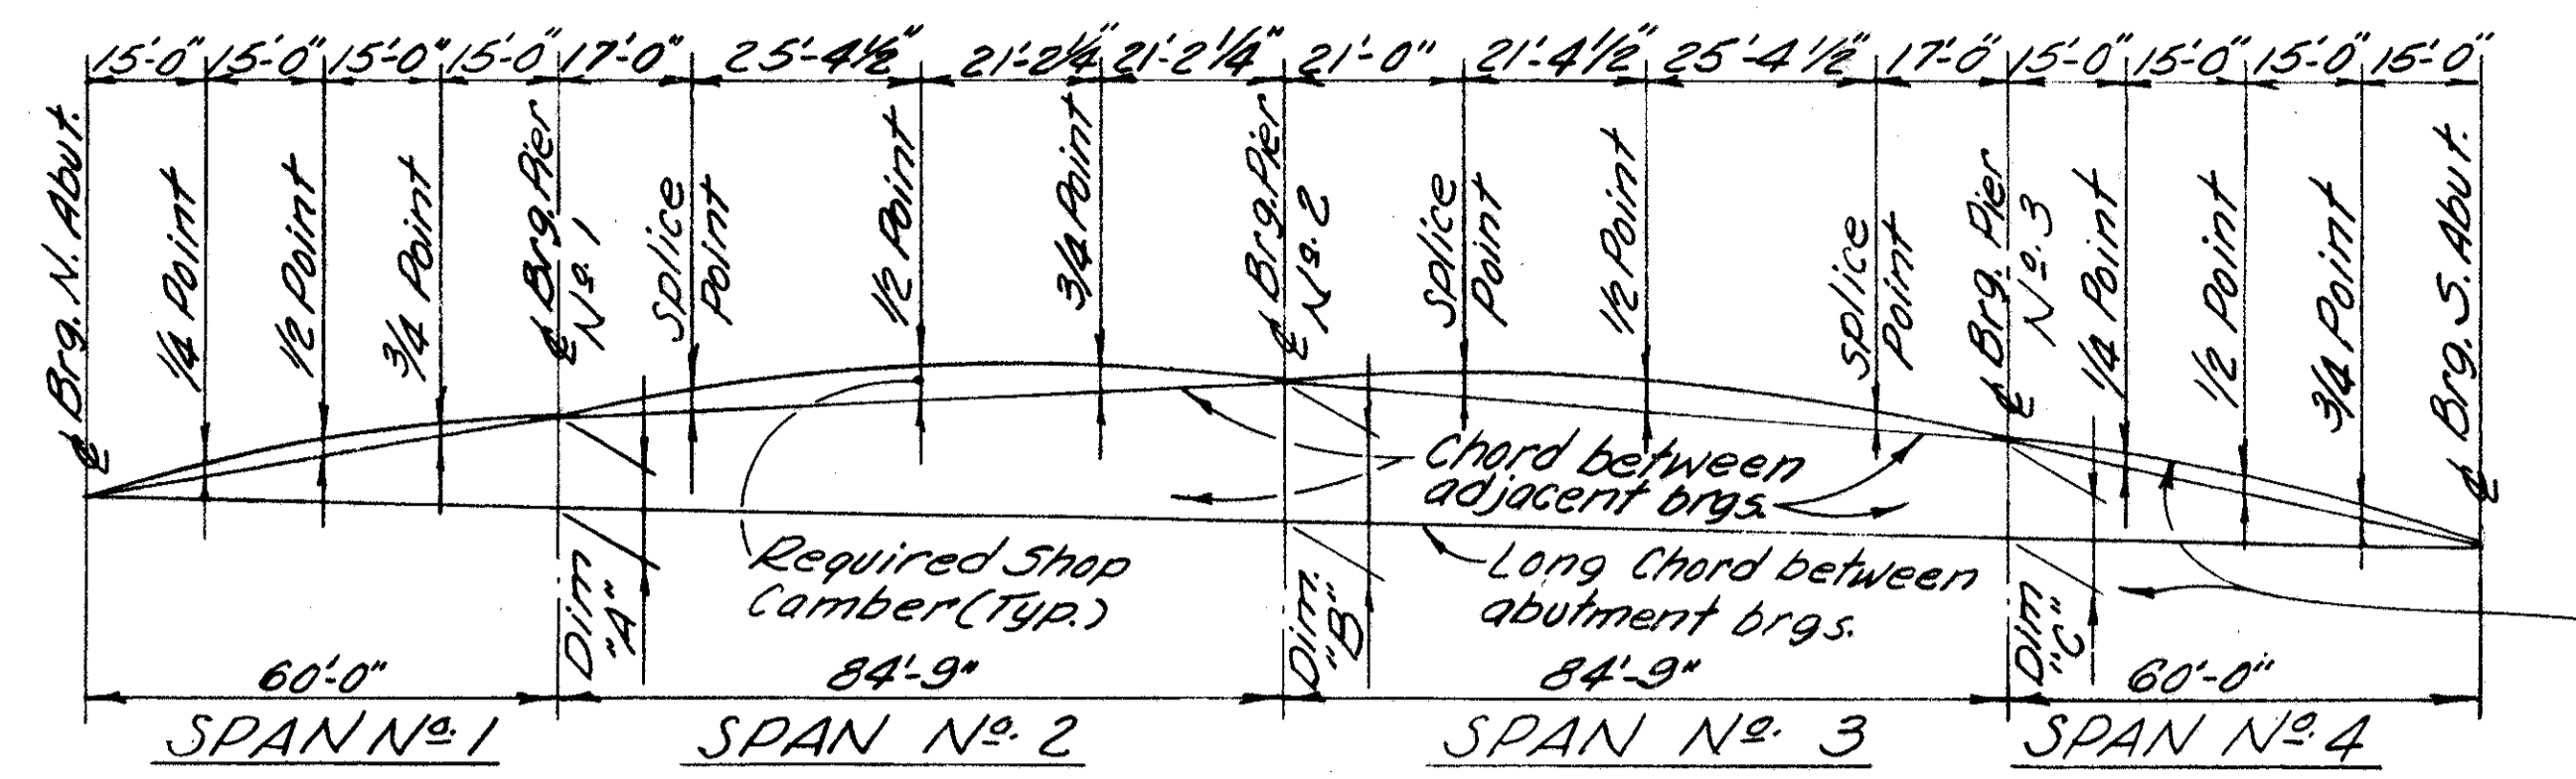 15'-0" 15'-0" 15'-0" 15'-0" 17'-0" 25'-4½" 21'-2¼" 21'-2¼" 21'-0" 21'-4½" 25'-4½" 17'-0" 15'-0" 15'-0" 15'-0" 15'-0"
℄ Brg. N. Abut.
1/4 Point
1/2 Point
3/4 Point
℄ Brg. Pier
Nº. 1
Splice
Point
1/2 Point
3/4 Point
℄ Brg. Pier
Nº. 2
Splice
Point
1/2 Point
Splice
Point
℄ Brg. Pier
Nº. 3
1/4 Point
1/2 Point
3/4 Point
℄ Brg. S. Abut.
Chord between
adjacent brgs.
Required Shop
Camber (Typ.)
Long Chord between
abutment brgs.
Dim
"A"
Dim.
"B"
Dim
"C"
60'-0" 84'-9" 84'-9" 60'-0"
SPAN Nº. 1 SPAN Nº. 2 SPAN Nº. 3 SPAN Nº. 4